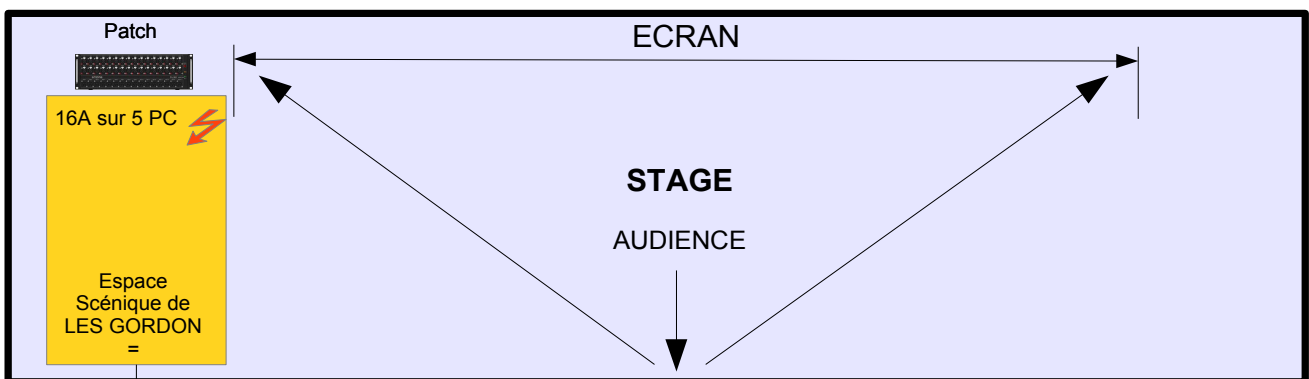 Patch
ECRAN
16A sur 5 PC
STAGE
AUDIENCE
Espace
Scénique de
LES GORDON
=